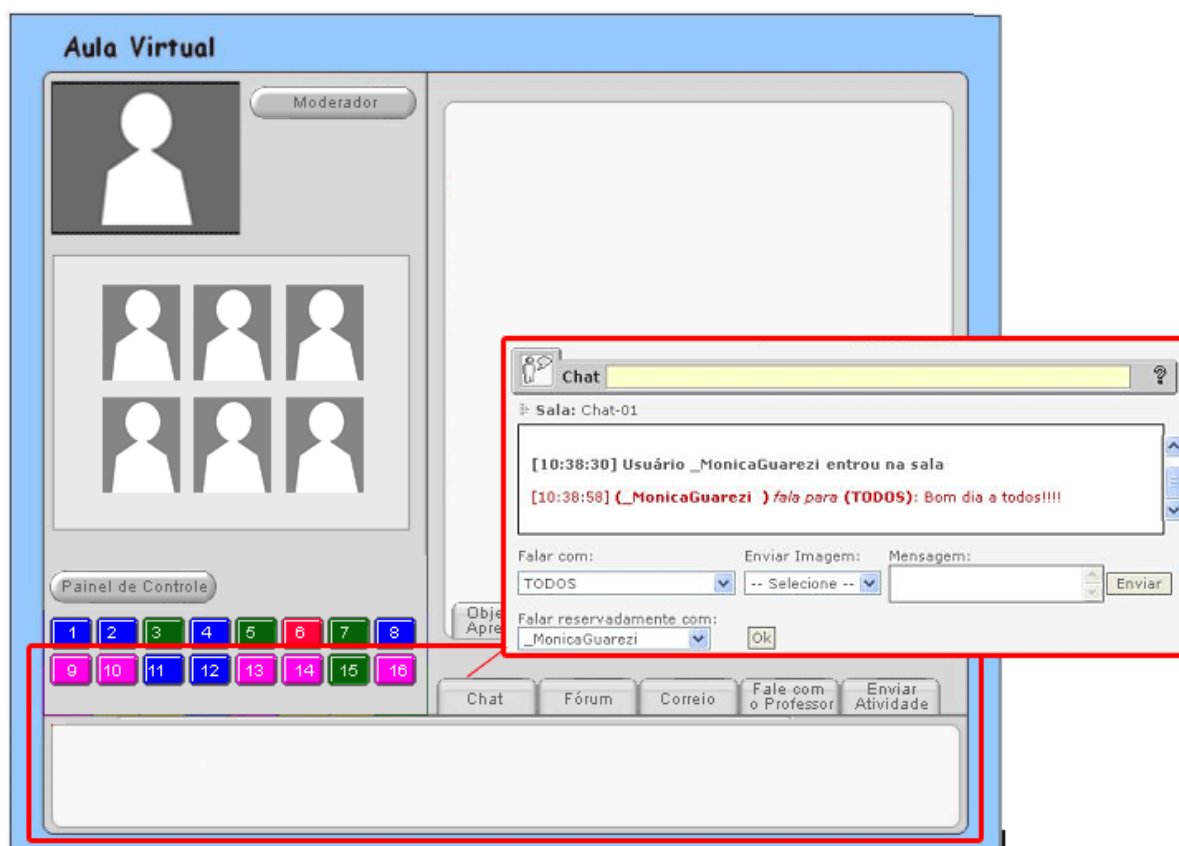 Aula Virtual
Moderador
Chat
?
Sala: Chat-01
[10:38:30] Usuário _MonicaGuarezi entrou na sala
[10:38:58] (_MonicaGuarezi ) fala para (TODOS): Bom dia a todos!!!!
Falar com:
Enviar Imagem:
Mensagem:
TODOS
-- Selecione --
Enviar
Falar reservadamente com:
_MonicaGuarezi
Ok
Painel de Controle
1 2 3 4 5 6 7 8
9 10 11 12 13 14 15 16
Chat
Fórum
Correio
Fale com
o Professor
Enviar
Atividade